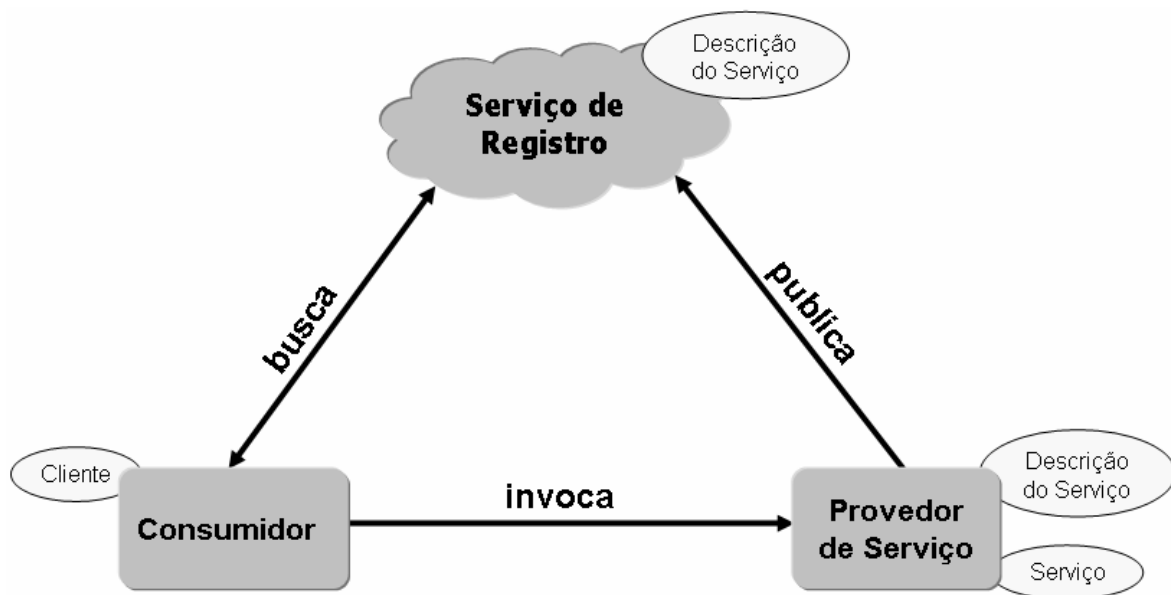 Descrição
do Serviço
Serviço de
Registro
busca
publica
Cliente
Consumidor
invoca
Provedor
de Serviço
Descrição
do Serviço
Serviço